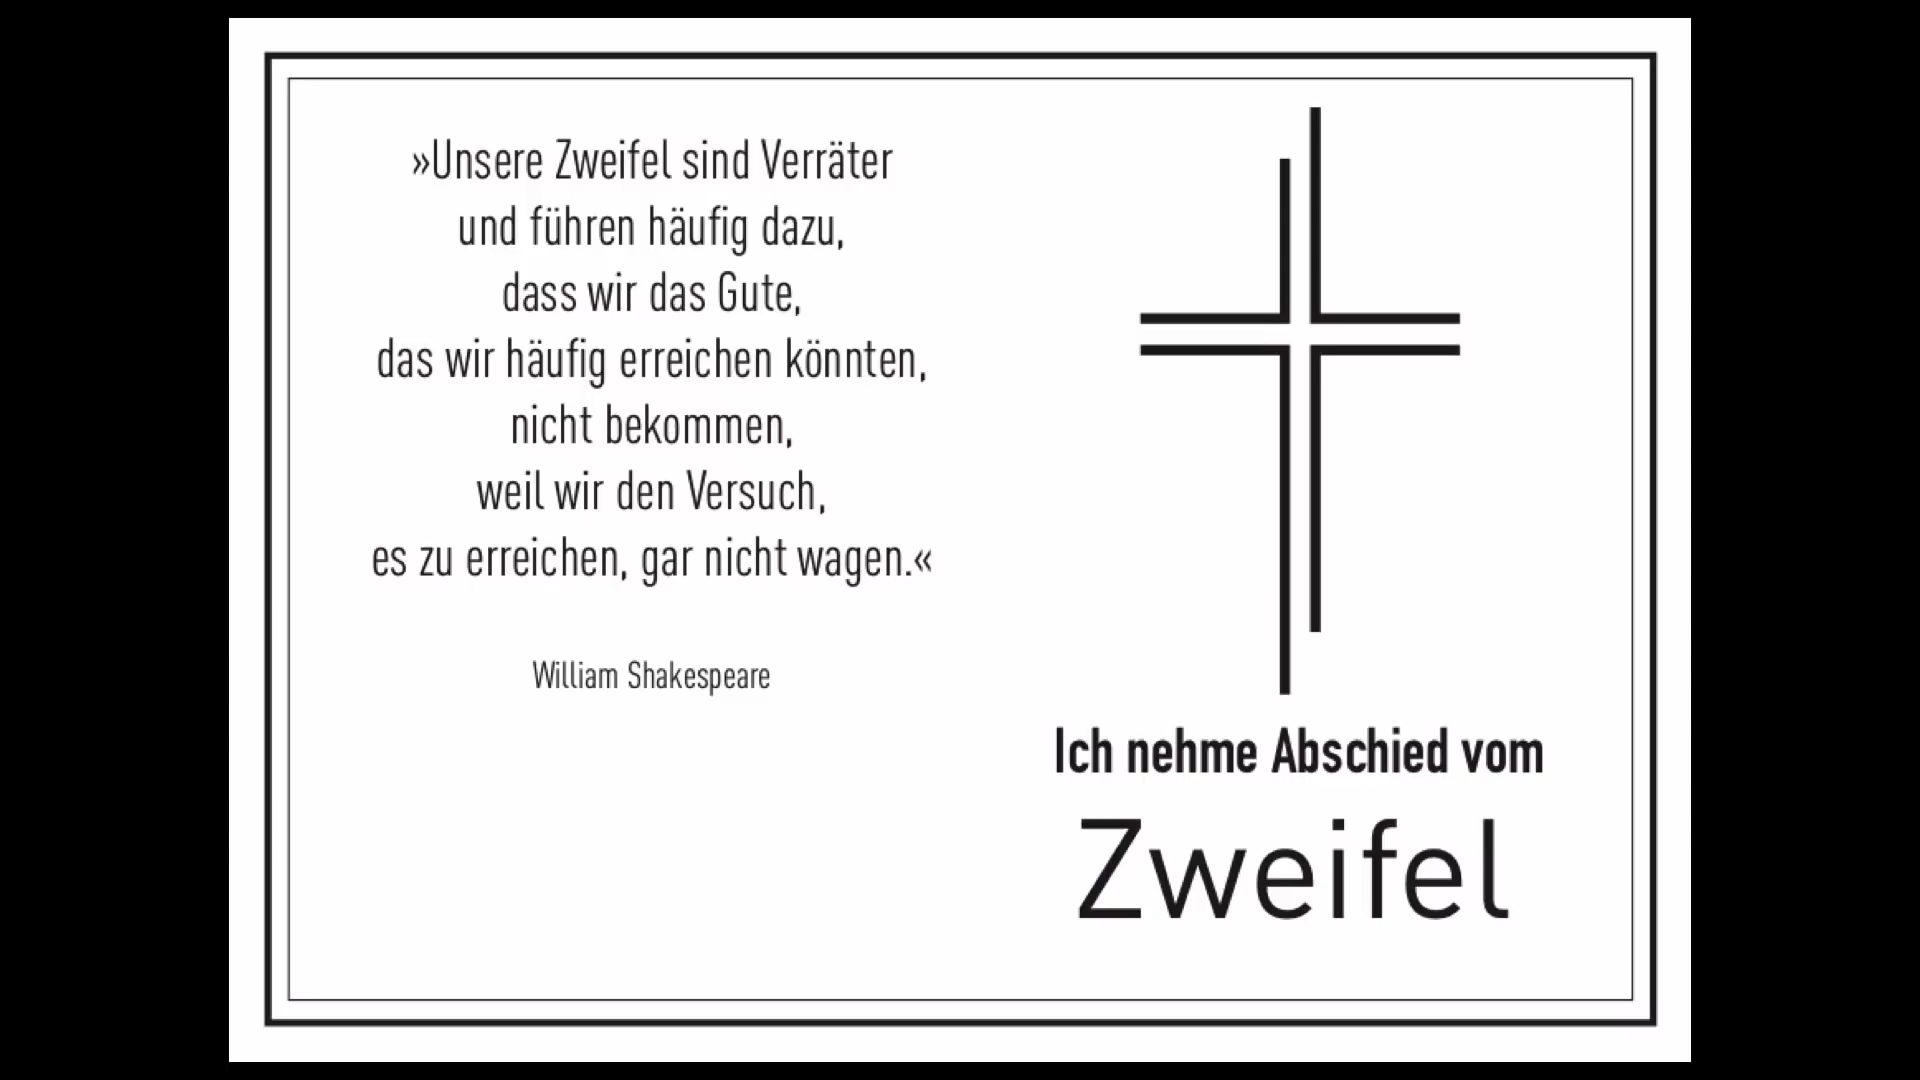 »Unsere Zweifel sind Verräter
und führen häufig dazu,
dass wir das Gute,
das wir häufig erreichen könnten,
nicht bekommen,
weil wir den Versuch,
es zu erreichen, gar nicht wagen.«
William Shakespeare
Ich nehme Abschied vom
Zweifel